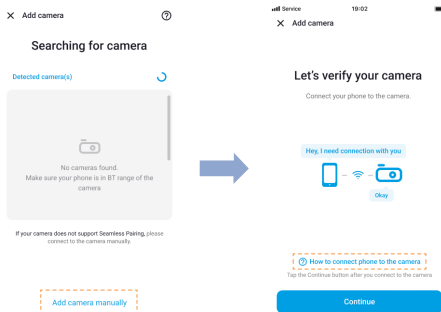 Add camera
Searching for camera
Detected camera(s)
No cameras found.
Make sure your phone is in BT range of the
camera
If your camera does not support Seamless Pairing, please
connect to the camera manually.
Add camera manually
Service 19:02
Add camera
Let's verify your camera
Connect your phone to the camera.
Hey, I need connection with you
Okay
How to connect phone to the camera
Tap the Continue button after you connect to the camera
Continue